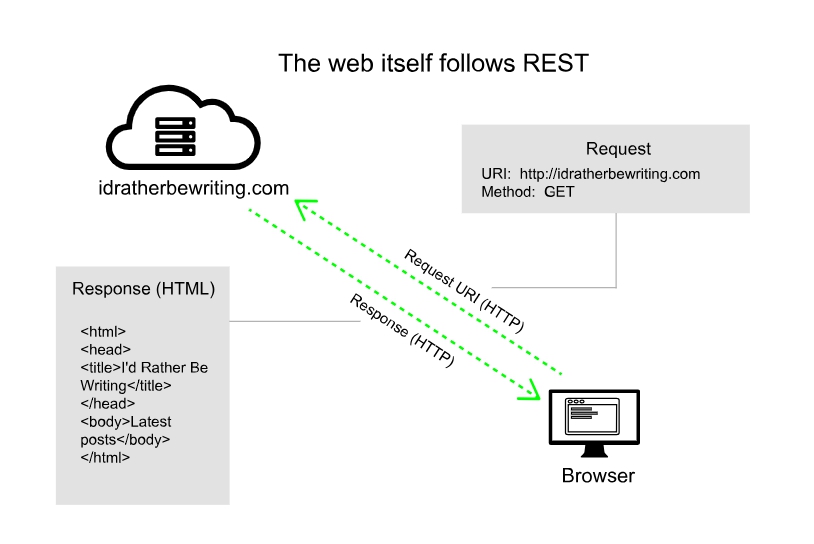 The web itself follows REST
idratherbewriting.com
Request
URI:  http://idratherbewriting.com
Method:  GET
Request URI (HTTP)
Response (HTTP)
Response (HTML)
<html>
<head>
<title>I'd Rather Be
Writing</title>
</head>
<body>Latest
posts</body>
</html>
Browser